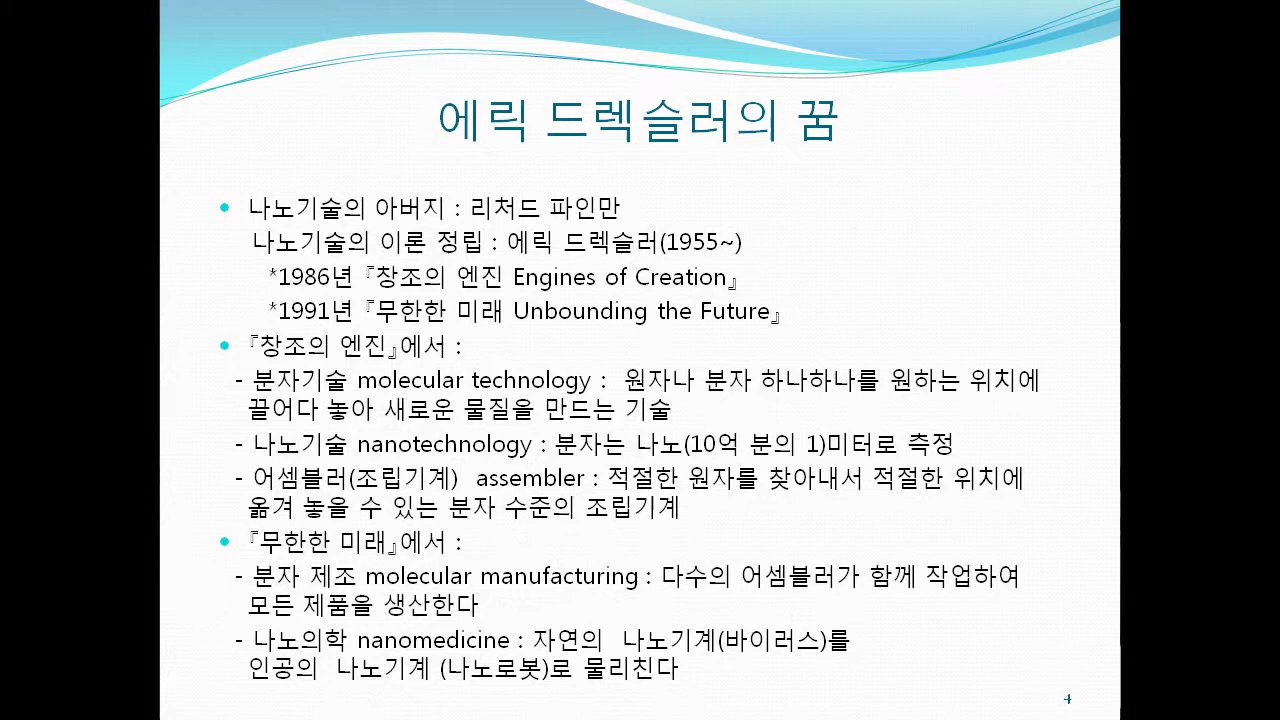 에릭 드렉슬러의 꿈
• 나노기술의 아버지 : 리처드 파인만
나노기술의 이론 정립 : 에릭 드렉슬러(1955~)
*1986년 『창조의 엔진 Engines of Creation』
*1991년 『무한한 미래 Unbounding the Future』
• 『창조의 엔진』에서 :
- 분자기술 molecular technology : 원자나 분자 하나하나를 원하는 위치에
끌어다 놓아 새로운 물질을 만드는 기술
- 나노기술 nanotechnology : 분자는 나노(10억 분의 1)미터로 측정
- 어셈블러(조립기계) assembler : 적절한 원자를 찾아내서 적절한 위치에
옮겨 놓을 수 있는 분자 수준의 조립기계
• 『무한한 미래』에서 :
- 분자 제조 molecular manufacturing : 다수의 어셈블러가 함께 작업하여
모든 제품을 생산한다
- 나노의학 nanomedicine : 자연의 나노기계(바이러스)를
인공의 나노기계 (나노로봇)로 물리친다
4